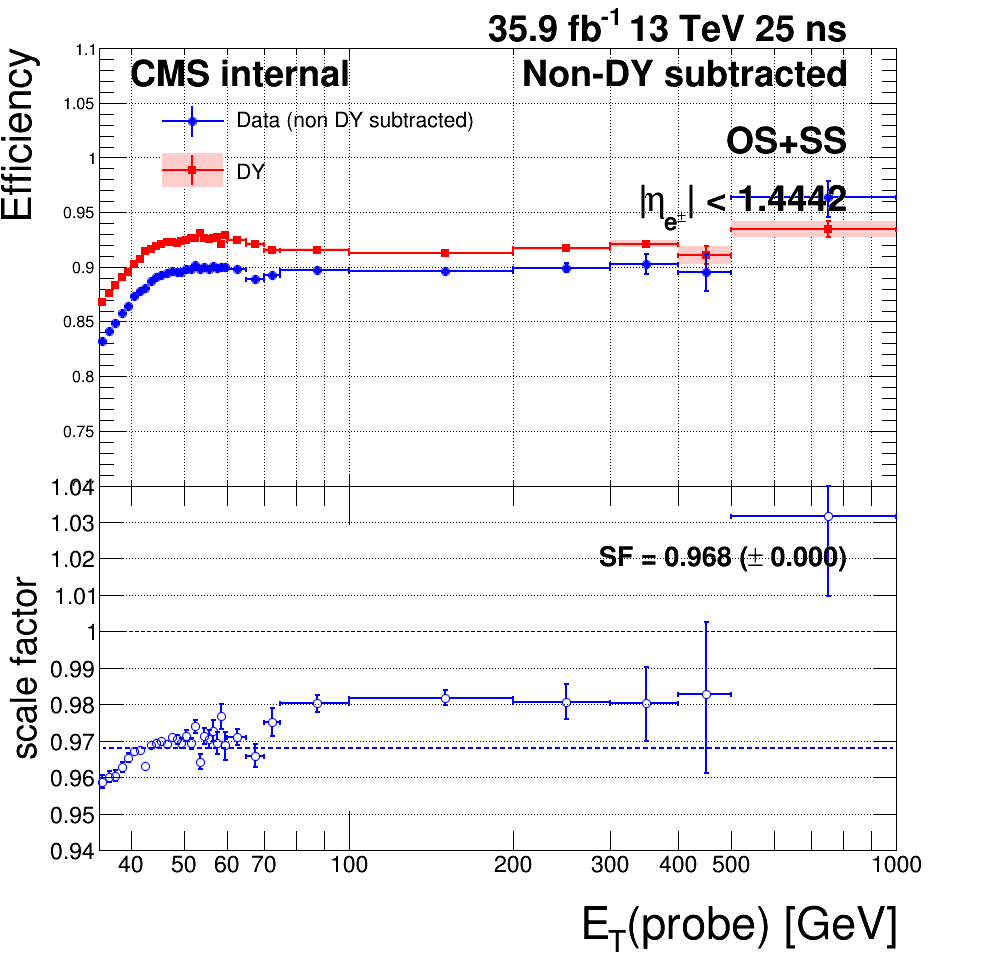 35.9 fb⁻¹ 13 TeV 25 ns
Efficiency
1.1
1.05
1
0.95
0.9
0.85
0.8
0.75
CMS internal
Non-DY subtracted
Data (non DY subtracted)
DY
OS+SS
|η_e±| < 1.4442
scale factor
1.04
1.03
1.02
1.01
1
0.99
0.98
0.97
0.96
0.95
0.94
SF = 0.968 (± 0.000)
40 50 60 70 100 200 300 400 500 1000
E_T(probe) [GeV]